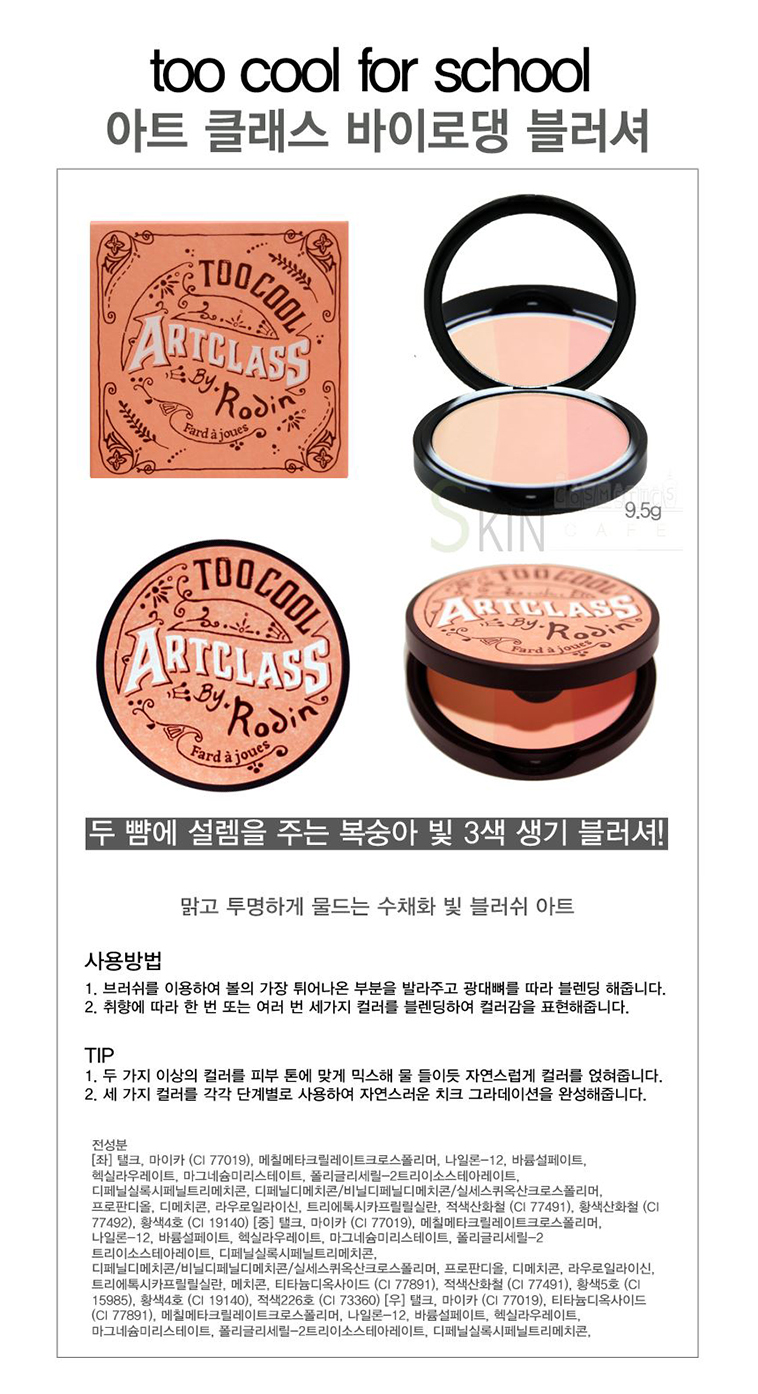 too cool for school
아트 클래스 바이로댕 블러셔
TOO COOL
ARTCLASS
By. Rodin
Fard à joues
SKIN
COSMETICS
CAFE
9.5g
TOO COOL
ARTCLASS
By. Rodin
Fard à joues
TOO COOL
ARTCLASS
By. Rodin
Fard à joues
두 뺨에 설렘을 주는 복숭아 빛 3색 생기 블러셔!
맑고 투명하게 물드는 수채화 빛 블러쉬 아트
사용방법
1. 브러쉬를 이용하여 볼의 가장 튀어나온 부분을 발라주고 광대뼈를 따라 블렌딩 해줍니다.
2. 취향에 따라 한 번 또는 여러 번 세가지 컬러를 블렌딩하여 컬러감을 표현해줍니다.
TIP
1. 두 가지 이상의 컬러를 피부 톤에 맞게 믹스해 물 들이듯 자연스럽게 컬러를 얹혀줍니다.
2. 세 가지 컬러를 각각 단계별로 사용하여 자연스러운 치크 그라데이션을 완성해줍니다.
전성분
[좌] 탤크, 마이카 (CI 77019), 메칠메타크릴레이트크로스폴리머, 나일론-12, 바륨설페이트,
헥실라우레이트, 마그네슘미리스테이트, 폴리글리세릴-2트리이소스테아레이트,
디페닐실록시페닐트리메치콘, 디페닐디메치콘/비닐디페닐디메치콘/실세스퀴옥산크로스폴리머,
프로판디올, 디메치콘, 라우로일라이신, 트리에톡시카프릴릴실란, 적색산화철 (CI 77491), 황색산화철 (CI
77492), 황색4호 (CI 19140) [중] 탤크, 마이카 (CI 77019), 메칠메타크릴레이트크로스폴리머,
나일론-12, 바륨설페이트, 헥실라우레이트, 마그네슘미리스테이트, 폴리글리세릴-2
트리이소스테아레이트, 디페닐실록시페닐트리메치콘,
디페닐디메치콘/비닐디페닐디메치콘/실세스퀴옥산크로스폴리머, 프로판디올, 디메치콘, 라우로일라이신,
트리에톡시카프릴릴실란, 메치콘, 티타늄디옥사이드 (CI 77891), 적색산화철 (CI 77491), 황색5호 (CI
15985), 황색4호 (CI 19140), 적색226호 (CI 73360) [우] 탤크, 마이카 (CI 77019), 티타늄디옥사이드
(CI 77891), 메칠메타크릴레이트크로스폴리머, 나일론-12, 바륨설페이트, 헥실라우레이트,
마그네슘미리스테이트, 폴리글리세릴-2트리이소스테아레이트, 디페닐실록시페닐트리메치콘,